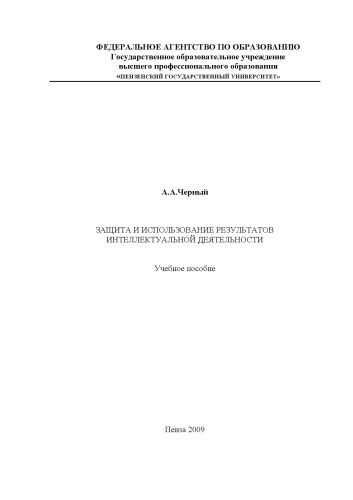 ФЕДЕРАЛЬНОЕ АГЕНТСТВО ПО ОБРАЗОВАНИЮ
Государственное образовательное учреждение
высшего профессионального образования
«ПЕНЗЕНСКИЙ ГОСУДАРСТВЕННЫЙ УНИВЕРСИТЕТ»
А.А.Черный
ЗАЩИТА И ИСПОЛЬЗОВАНИЕ РЕЗУЛЬТАТОВ
ИНТЕЛЛЕКТУАЛЬНОЙ ДЕЯТЕЛЬНОСТИ
Учебное пособие
Пенза 2009